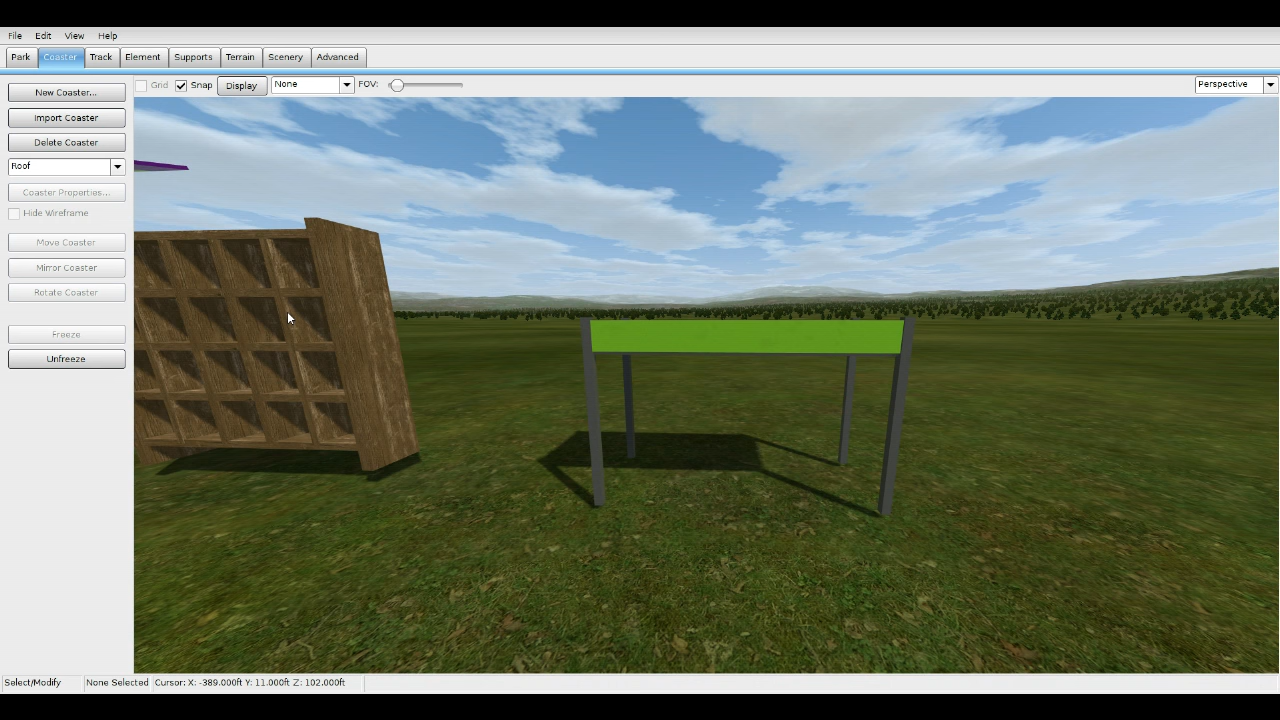 File Edit View Help
Park Coaster Track Element Supports Terrain Scenery Advanced
Grid Snap Display None FOV: Perspective
New Coaster...
Import Coaster
Delete Coaster
Roof
Coaster Properties...
Hide Wireframe
Move Coaster
Mirror Coaster
Rotate Coaster
Freeze
Unfreeze
Select/Modify None Selected Cursor: X: -389.000ft Y: 11.000ft Z: 102.000ft